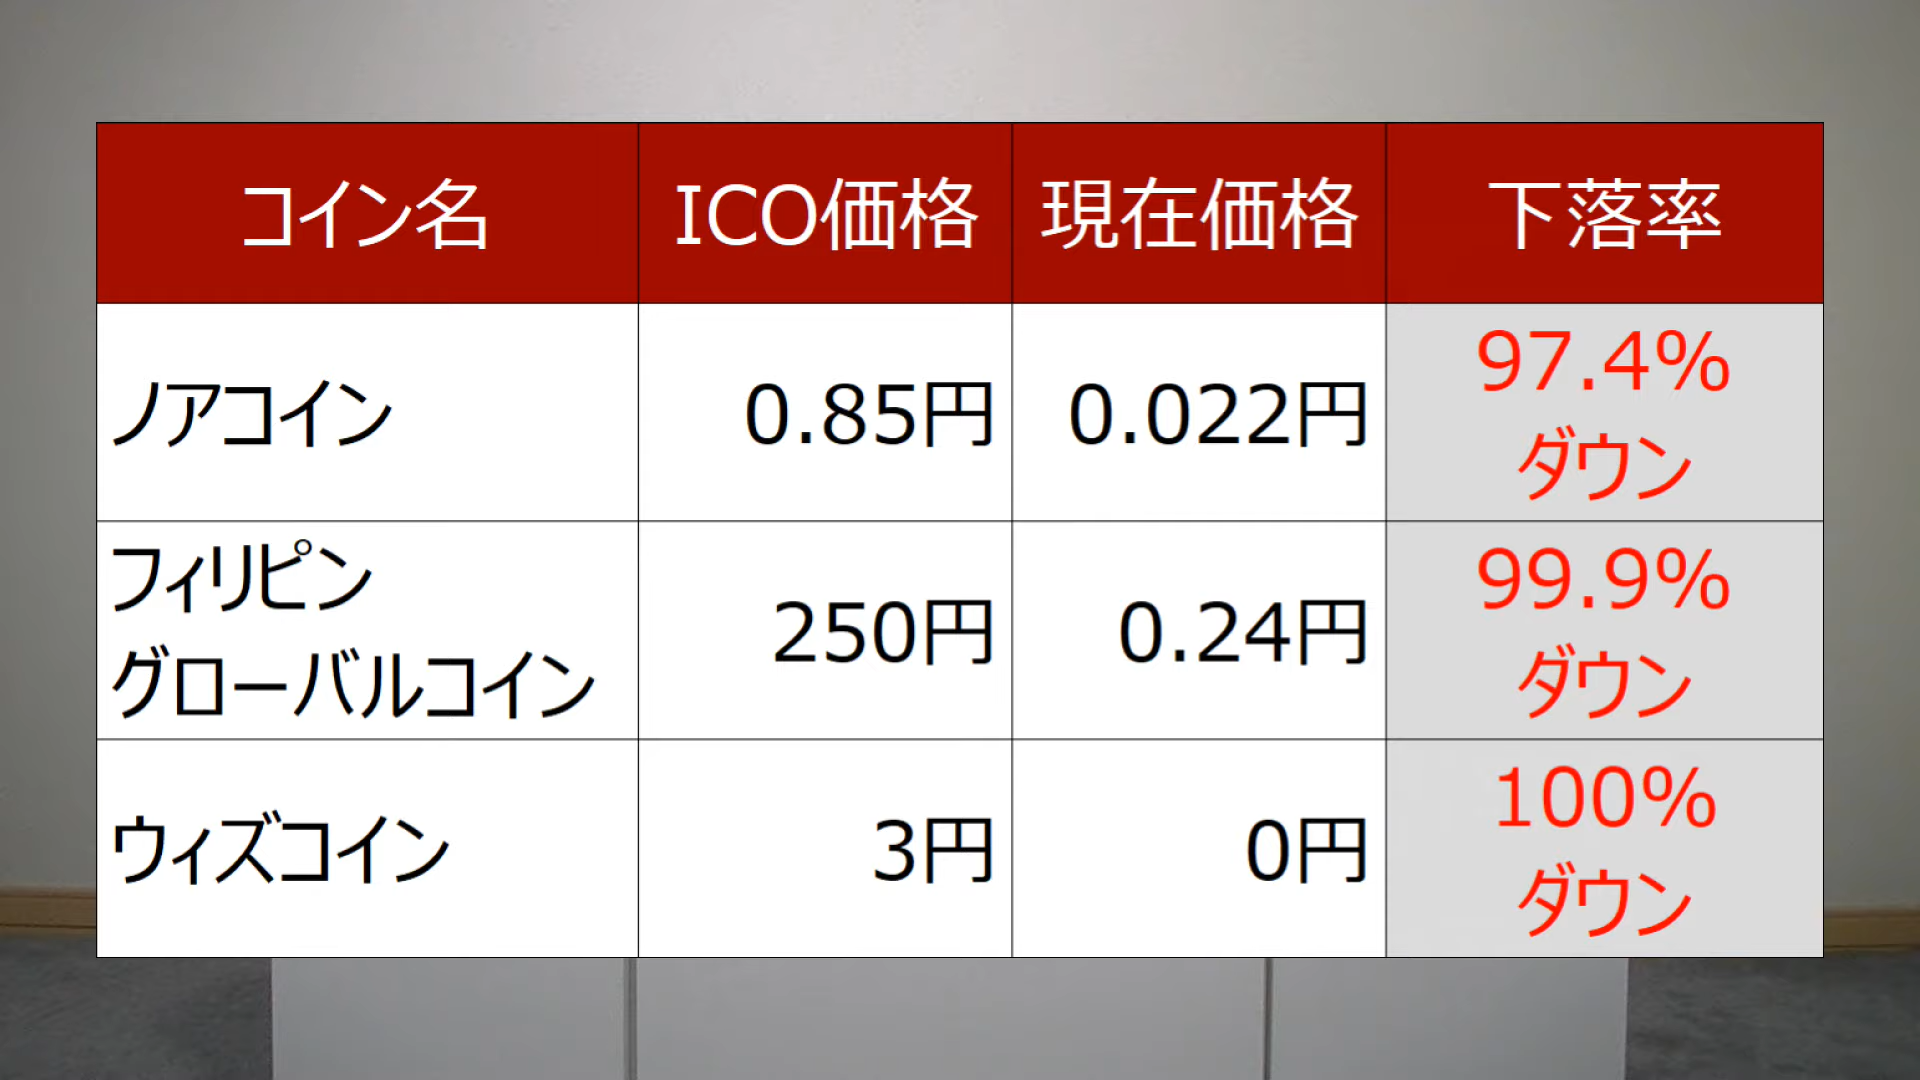 コイン名 ICO価格 現在価格 下落率
ノアコイン 0.85円 0.022円 97.4%
ダウン
フィリピン
グローバルコイン 250円 0.24円 99.9%
ダウン
ウィズコイン 3円 0円 100%
ダウン